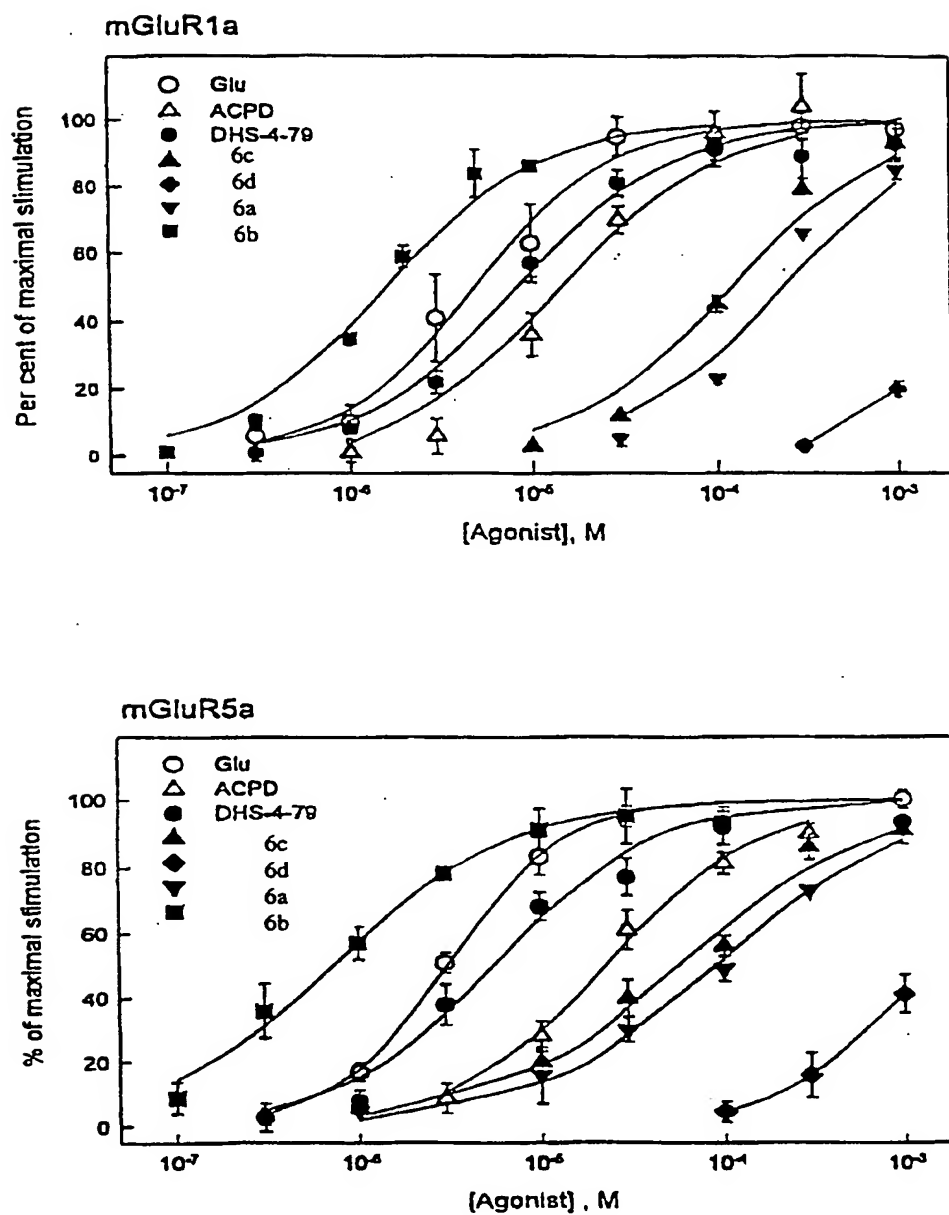 mGluR1a
Glu
ACPD
DHS-4-79
6c
6d
6a
6b
Per cent of maximal stimulation
100
80
60
40
20
0
10-7
10-6
10-5
10-4
10-3
[Agonist], M
mGluR5a
Glu
ACPD
DHS-4-79
6c
6d
6a
6b
% of maximal stimulation
100
80
60
40
20
0
10-7
10-6
10-5
10-4
10-3
[Agonist], M